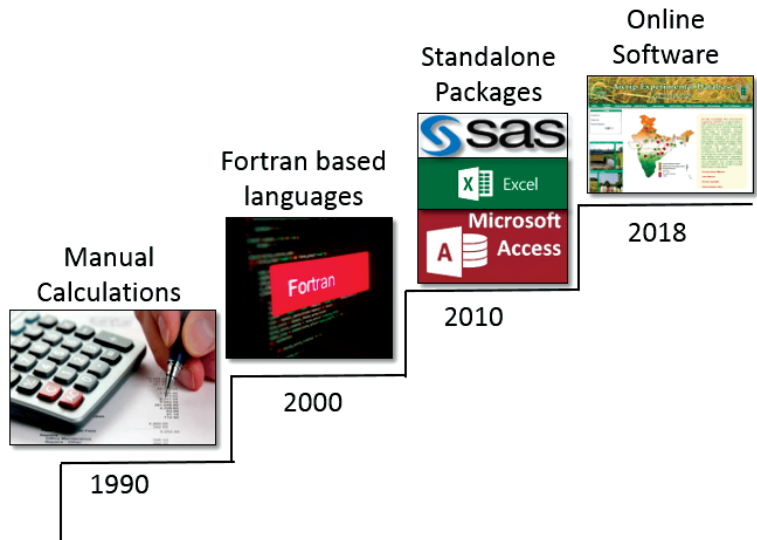 Online
Software
Standalone
Packages
sas
Excel
Microsoft
Access
A
X
Fortran based
languages
Fortran
Manual
Calculations
2018
2010
2000
1990